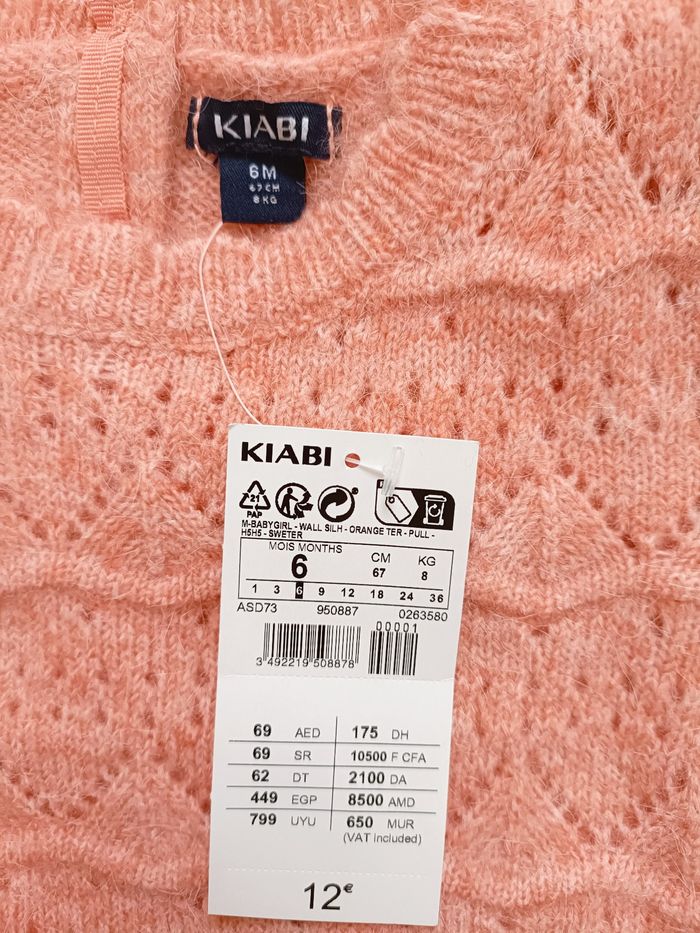 KIABI
6M
67CM
8 KG
KIABI
21
PAP
M-BABYGIRL - WALL SILH - ORANGE TER - PULL -
H5H5 - SWETER
MOIS MONTHS CM KG
6 67 8
1 3 6 9 12 18 24 36
ASD73 950887 0263580
00001
3 492219 508878
69 AED 175 DH
69 SR 10500 F CFA
62 DT 2100 DA
449 EGP 8500 AMD
799 UYU 650 MUR
(VAT included)
12€